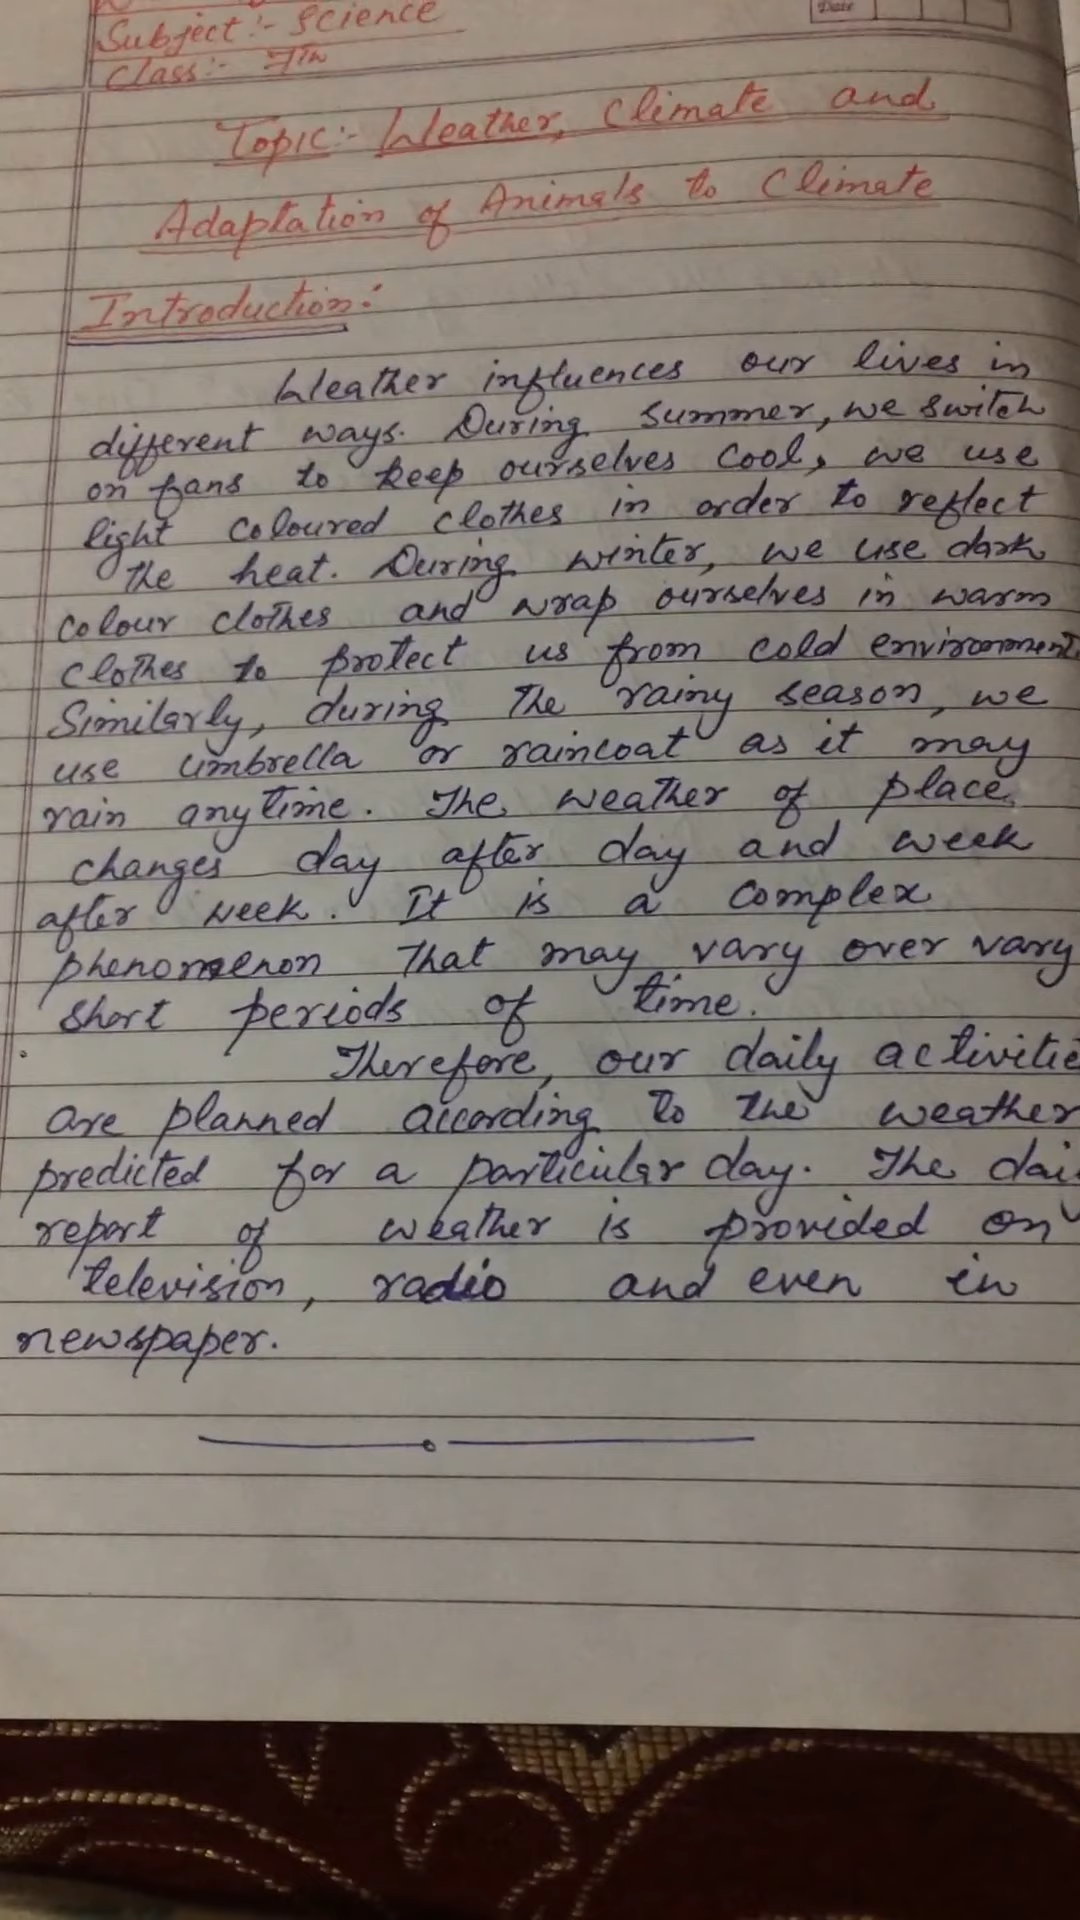 Date
Subject:- Science
Class:- 7th
Topic:- Weather, Climate and
Adaptation of Animals to Climate
Introduction:
Weather influences our lives in
different ways. During summer, we switch
on fans to keep ourselves cool, we use
light coloured clothes in order to reflect
the heat. During winter, we use dark
colour clothes and wrap ourselves in warm
clothes to protect us from cold environment.
Similarly, during the rainy season, we
use umbrella or raincoat as it may
rain anytime. The weather of place
changes day after day and week
after week. It is a complex
phenomenon that may vary over vary
short periods of time.
Therefore, our daily activitie
are planned according to the weather
predicted for a particular day. The dai
report of weather is provided on
television, radio and even in
newspaper.